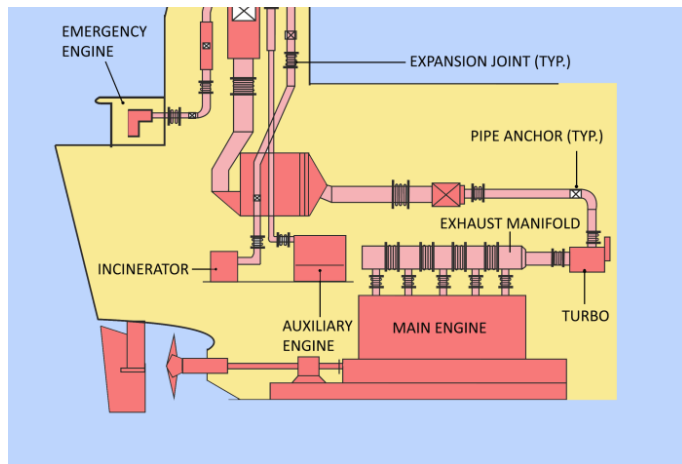 EMERGENCY
ENGINE
EXPANSION JOINT (TYP.)
PIPE ANCHOR (TYP.)
EXHAUST MANIFOLD
INCINERATOR
AUXILIARY
ENGINE
MAIN ENGINE
TURBO